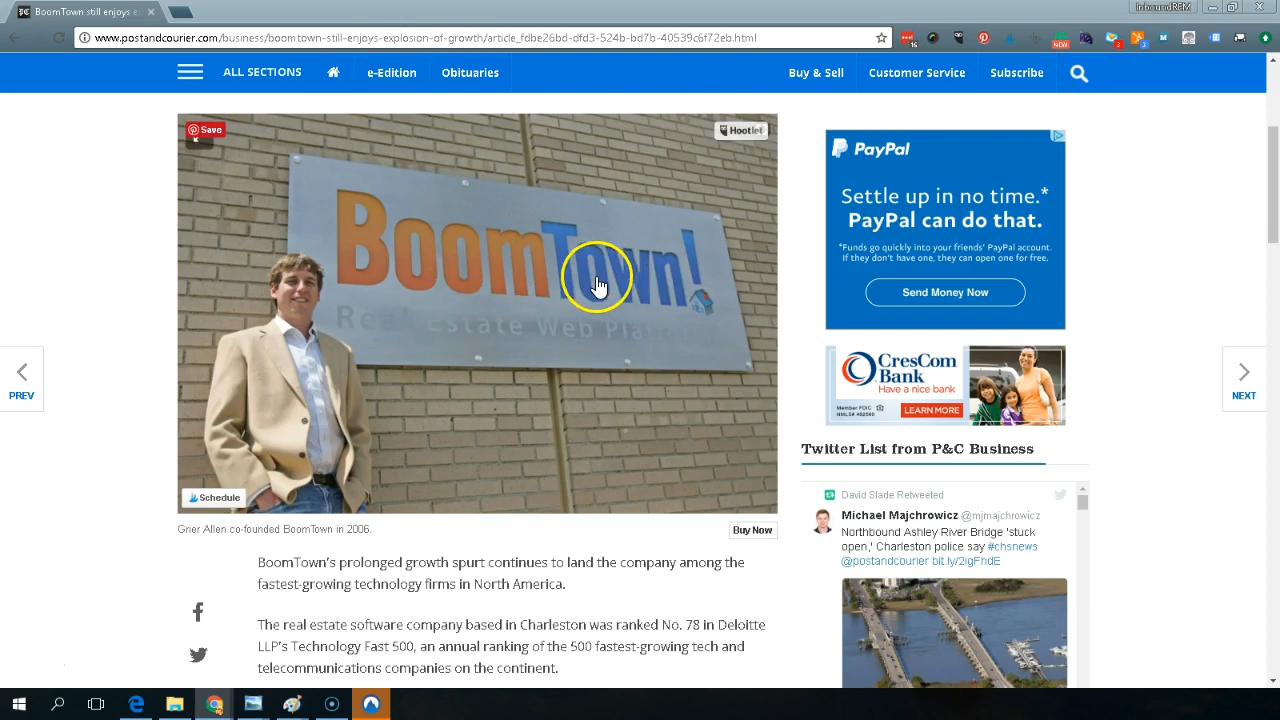 BoomTown still enjoys e
InboundREM
www.postandcourier.com/business/boomtown-still-enjoys-explosion-of-growth/article_fdbe26bd-dfd3-524b-bd7b-40539c6f72eb.html
ALL SECTIONS
e-Edition
Obituaries
Buy & Sell
Customer Service
Subscribe
Save
Hootlet
BoomTown!
Real Estate Web Platform
Schedule
Grier Allen co-founded BoomTown in 2006.
Buy Now
PREV
NEXT
BoomTown's prolonged growth spurt continues to land the company among the
fastest-growing technology firms in North America.
The real estate software company based in Charleston was ranked No. 78 in Deloitte
LLP's Technology Fast 500, an annual ranking of the 500 fastest-growing tech and
telecommunications companies on the continent.
PayPal
Settle up in no time.*
PayPal can do that.
*Funds go quickly into your friends' PayPal account.
If they don't have one, they can open one for free.
Send Money Now
CresCom
Bank
Have a nice bank
Member FDIC
LEARN MORE
Twitter List from P&C Business
David Slade Retweeted
Michael Majchrowicz @mjmajchrowicz
Northbound Ashley River Bridge 'stuck
open,' Charleston police say #chsnews
@postandcourier bit.ly/2igFhdE